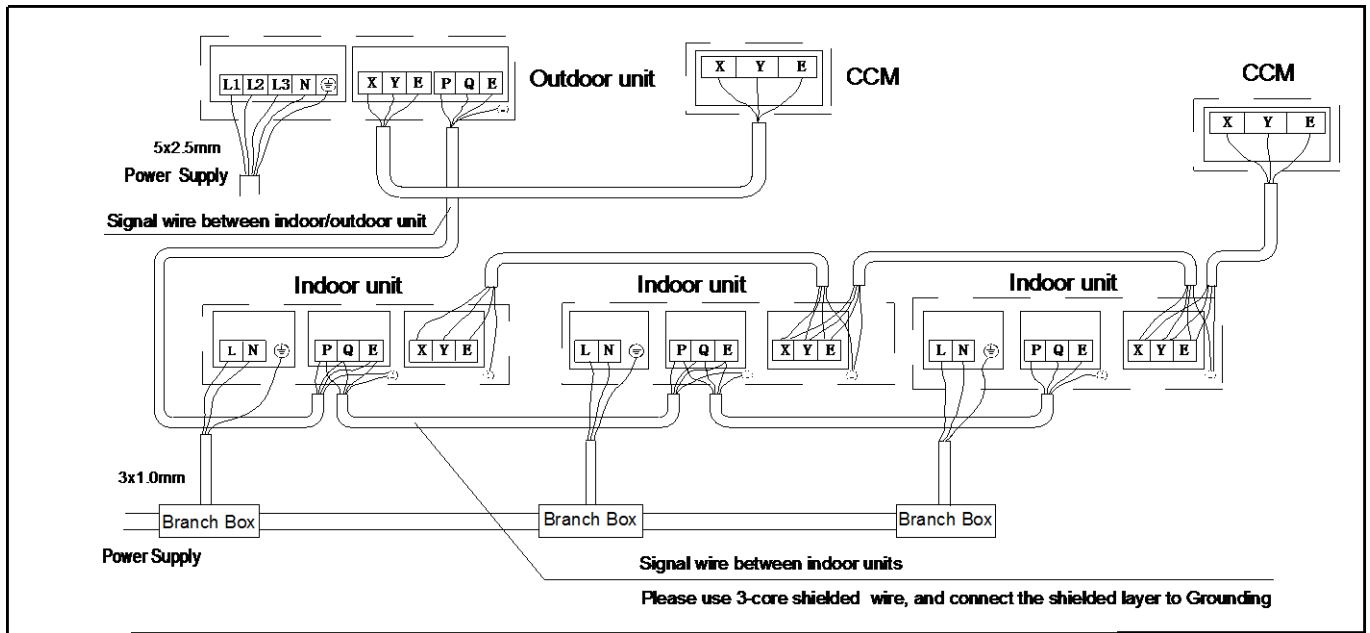 L1 L2 L3 N
X Y E P Q E
Outdoor unit
X Y E
CCM
CCM
X Y E
5x2.5mm
Power Supply
Signal wire between indoor/outdoor unit
Indoor unit
Indoor unit
Indoor unit
L N
P Q E
X Y E
L N
P Q E
X Y E
L N
P Q E
X Y E
3x1.0mm
Branch Box
Branch Box
Branch Box
Power Supply
Signal wire between indoor units
Please use 3-core shielded wire, and connect the shielded layer to Grounding